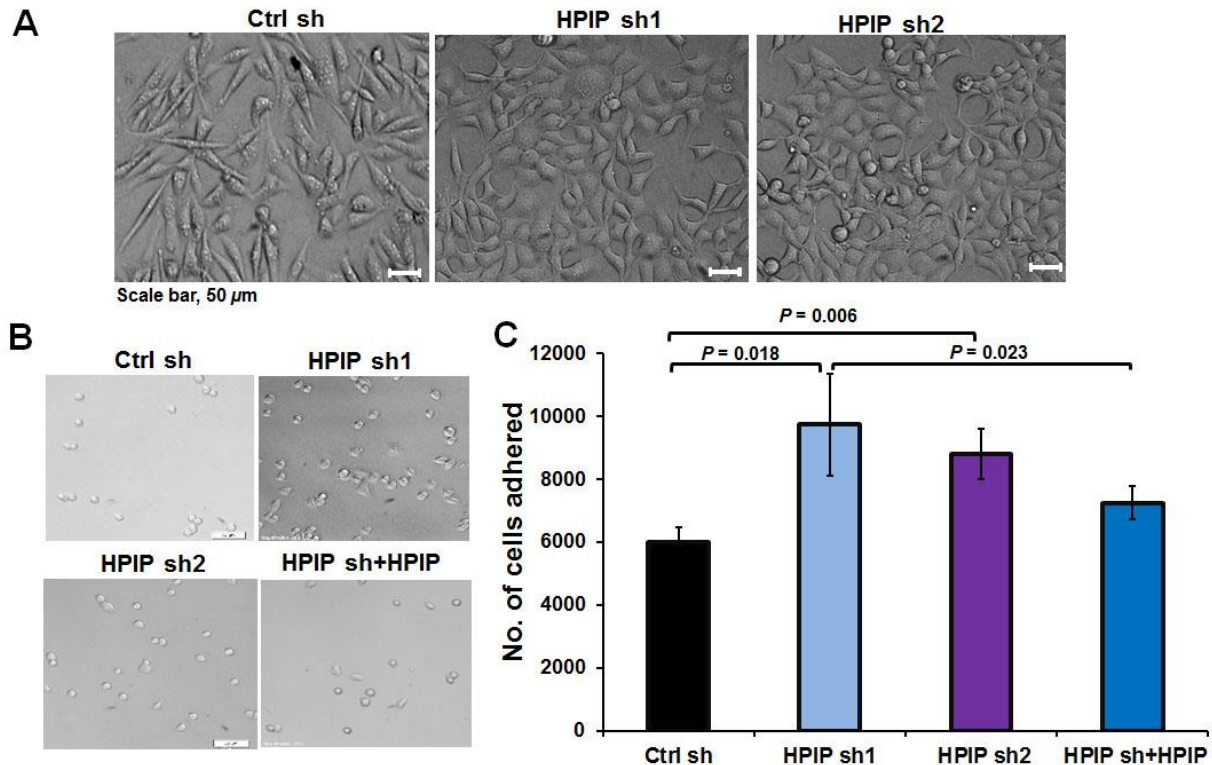 A
Ctrl sh
HPIP sh1
HPIP sh2
Scale bar, 50 µm
B
Ctrl sh
HPIP sh1
HPIP sh2
HPIP sh+HPIP
C
P = 0.006
P = 0.018
P = 0.023
No. of cells adhered
12000
10000
8000
6000
4000
2000
0
Ctrl sh
HPIP sh1
HPIP sh2
HPIP sh+HPIP